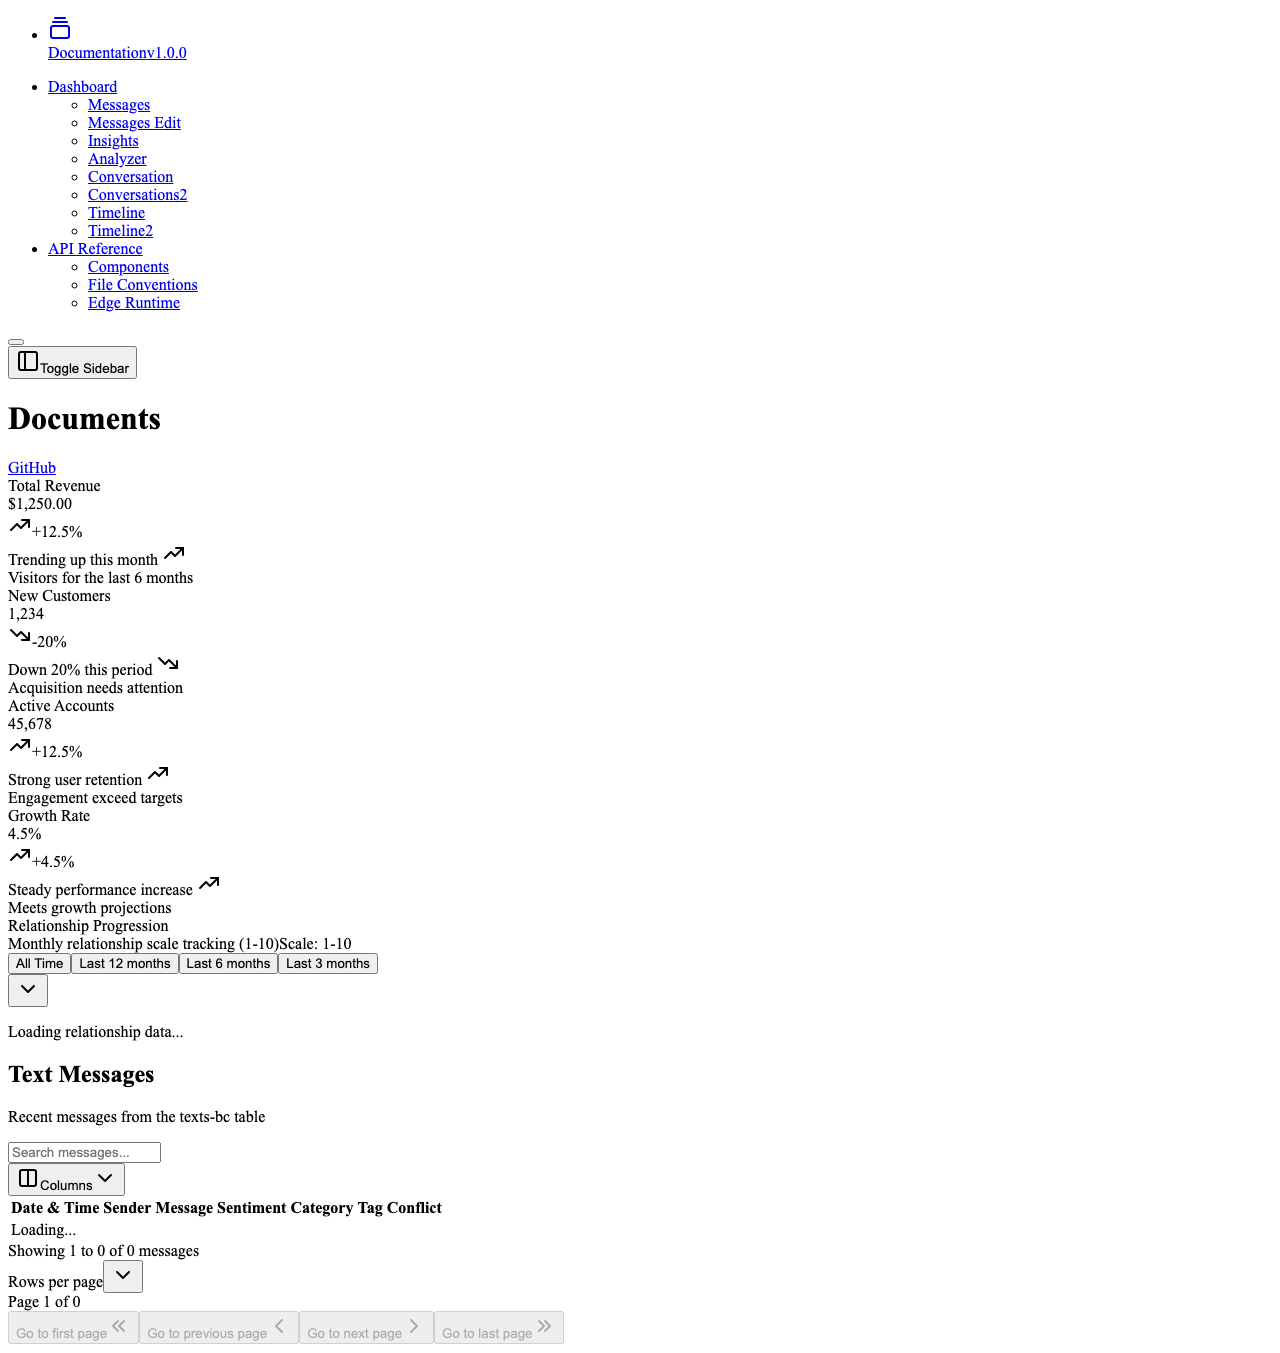 Documentationv1.0.0
Dashboard
Messages
Messages Edit
Insights
Analyzer
Conversation
Conversations2
Timeline
Timeline2
API Reference
Components
File Conventions
Edge Runtime
Toggle Sidebar
Documents
GitHub
Total Revenue
$1,250.00
+12.5%
Trending up this month
Visitors for the last 6 months
New Customers
1,234
-20%
Down 20% this period
Acquisition needs attention
Active Accounts
45,678
+12.5%
Strong user retention
Engagement exceed targets
Growth Rate
4.5%
+4.5%
Steady performance increase
Meets growth projections
Relationship Progression
Monthly relationship scale tracking (1-10)Scale: 1-10
All Time Last 12 months Last 6 months Last 3 months
Loading relationship data...
Text Messages
Recent messages from the texts-bc table
Search messages...
Columns
Date & Time Sender Message Sentiment Category Tag Conflict
Loading...
Showing 1 to 0 of 0 messages
Rows per page
Page 1 of 0
Go to first page Go to previous page Go to next page Go to last page